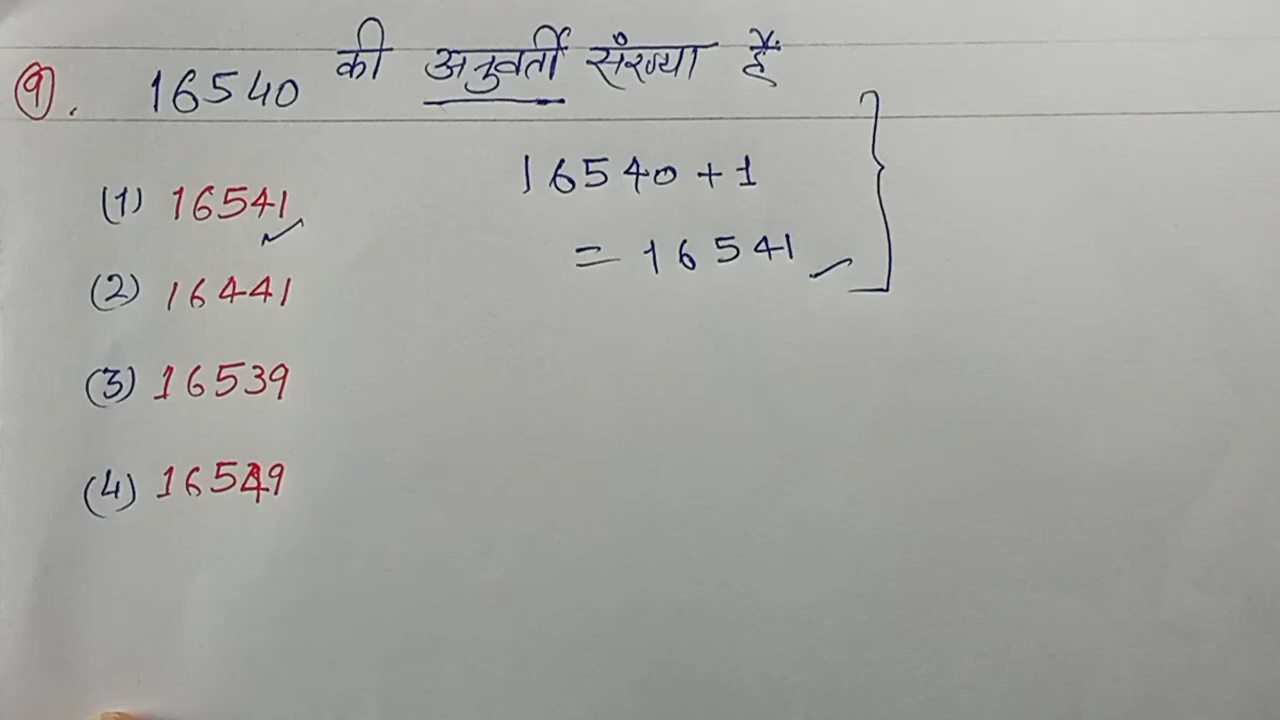 9. 16540 की अनुवर्ती संख्या हैं
16540 + 1
= 16541
(1) 16541
(2) 16441
(3) 16539
(4) 16549